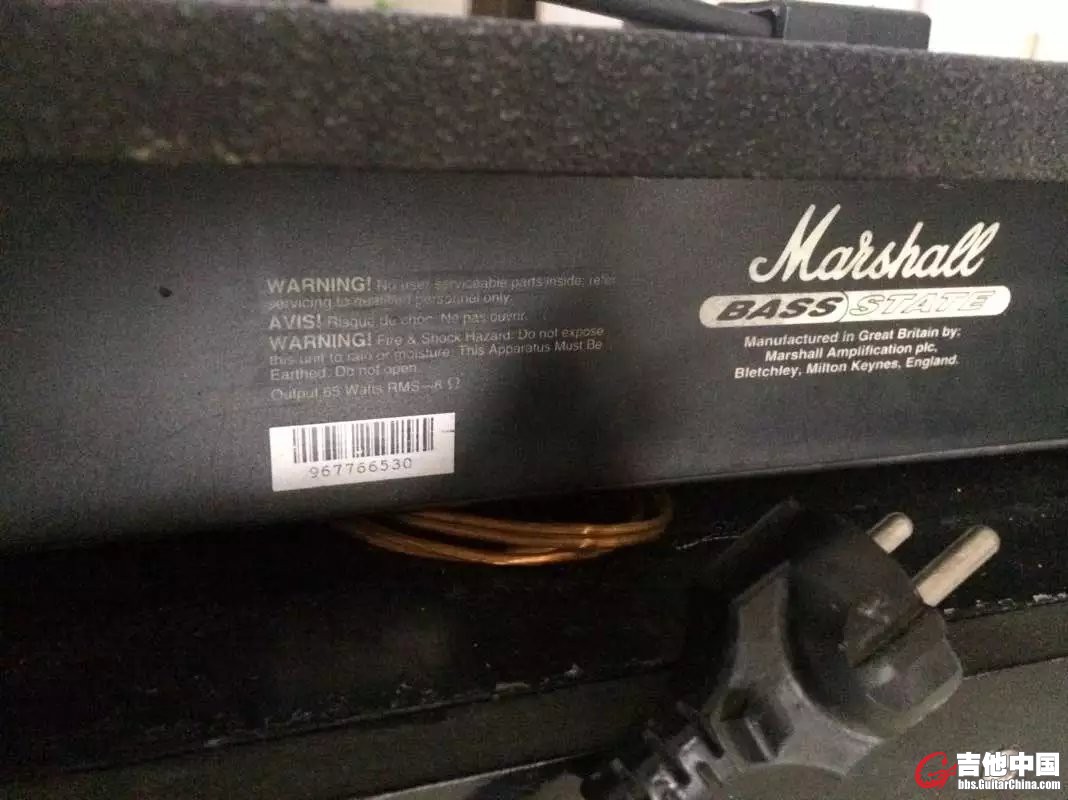 WARNING! No user serviceable parts inside; refer
servicing to qualified personnel only.
AVIS! Risque de choc. Ne pas ouvrir.
WARNING! Fire & Shock Hazard. Do not expose
this unit to rain or moisture. This Apparatus Must Be
Earthed. Do not open.
Output 65 Watts RMS~8 Ω
967766530
Marshall
BASS STATE
Manufactured in Great Britain by:
Marshall Amplification plc,
Bletchley, Milton Keynes, England.
吉他中国
bbs.GuitarChina.com